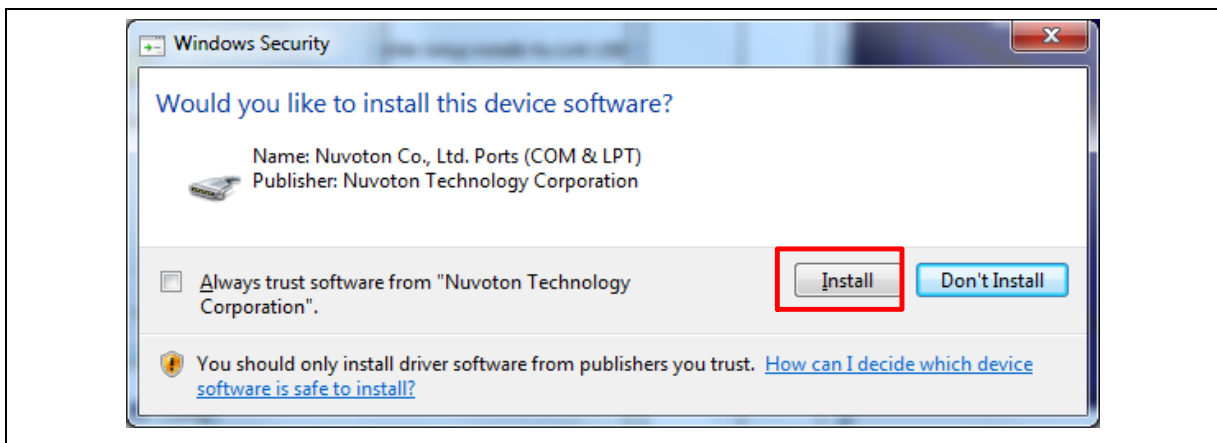 Windows Security
Would you like to install this device software?
Name: Nuvoton Co., Ltd. Ports (COM & LPT)
Publisher: Nuvoton Technology Corporation
Always trust software from "Nuvoton Technology
Corporation".
Install
Don't Install
You should only install driver software from publishers you trust. How can I decide which device
software is safe to install?